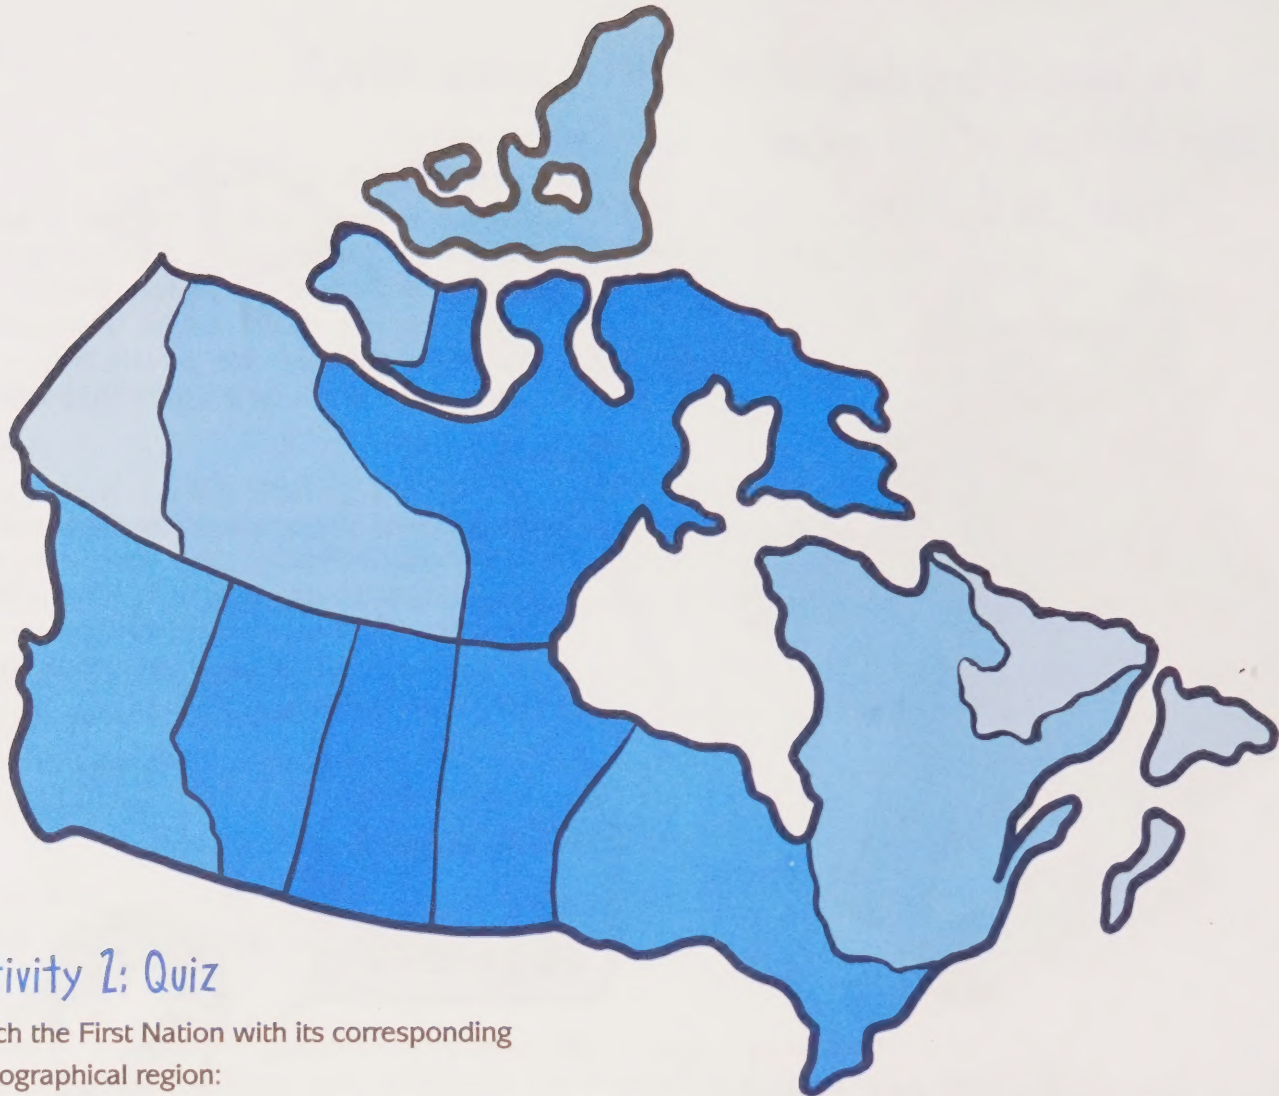 ivity 2: Quiz
ch the First Nation with its corresponding
ographical region: